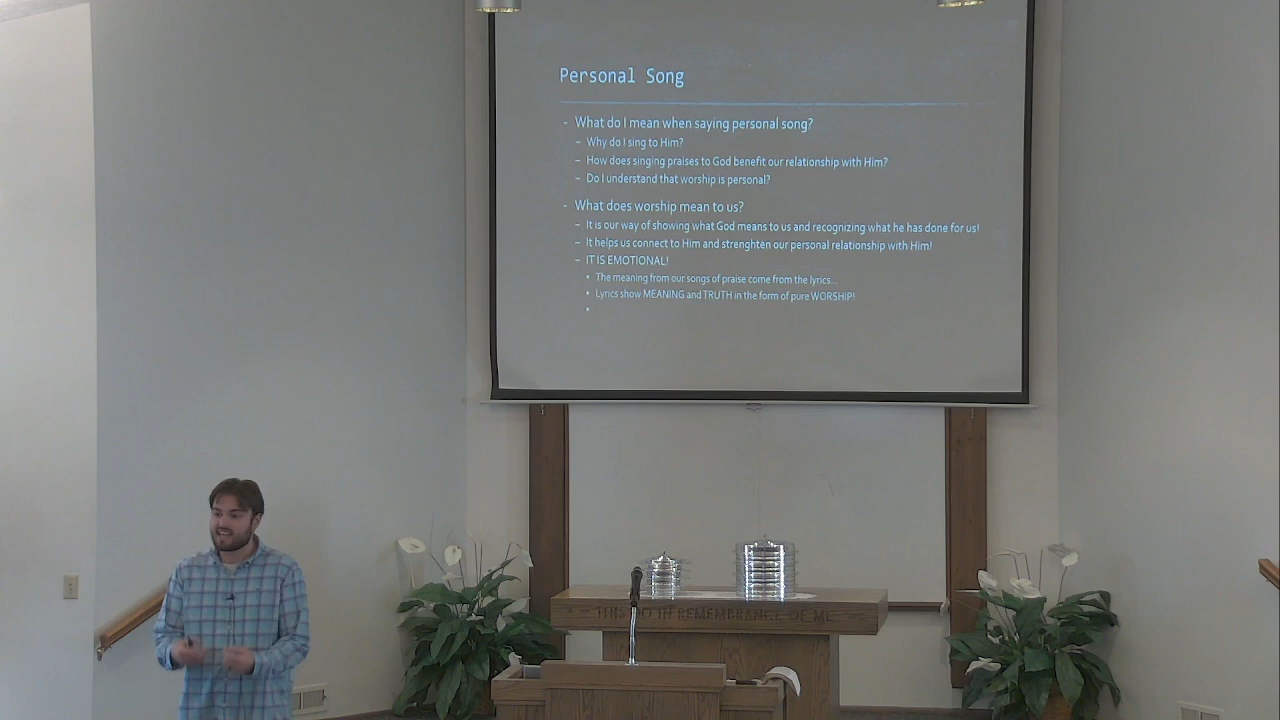 Personal Song
- What do I mean when saying personal song?
– Why do I sing to Him?
– How does singing praises to God benefit our relationship with Him?
– Do I understand that worship is personal?
- What does worship mean to us?
– It is our way of showing what God means to us and recognizing what he has done for us!
– It helps us connect to Him and strenghten our personal relationship with Him!
– IT IS EMOTIONAL!
• The meaning from our songs of praise come from the lyrics...
• Lyrics show MEANING and TRUTH in the form of pure WORSHIP!
THIS DO IN REMEMBRANCE OF ME